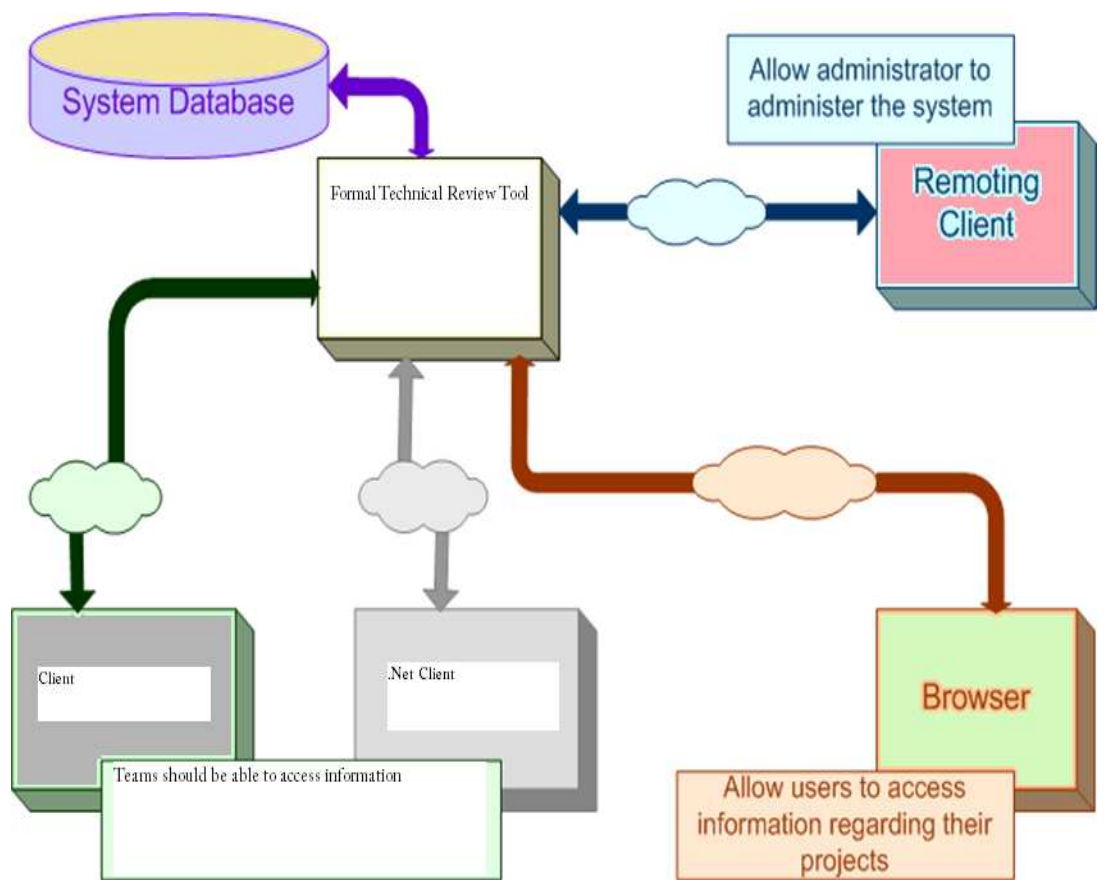 System Database
Allow administrator to
administer the system
Formal Technical Review Tool
Remoting
Client
Client
.Net Client
Browser
Teams should be able to access information
Allow users to access
information regarding their
projects